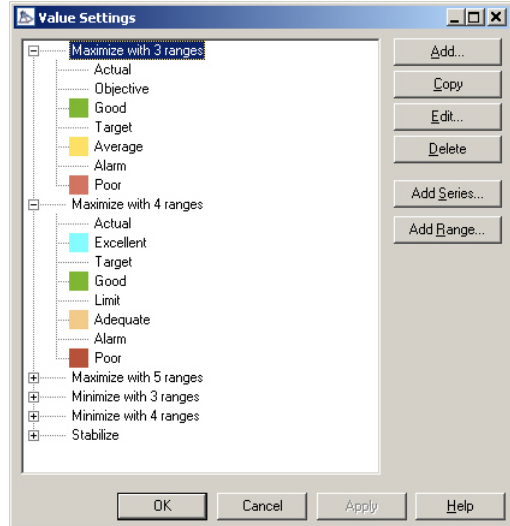 Value Settings
Maximize with 3 ranges
Actual
Objective
Good
Target
Average
Alarm
Poor
Maximize with 4 ranges
Actual
Excellent
Target
Good
Limit
Adequate
Alarm
Poor
Maximize with 5 ranges
Minimize with 3 ranges
Minimize with 4 ranges
Stabilize
Add...
Copy
Edit...
Delete
Add Series...
Add Range...
OK
Cancel
Apply
Help